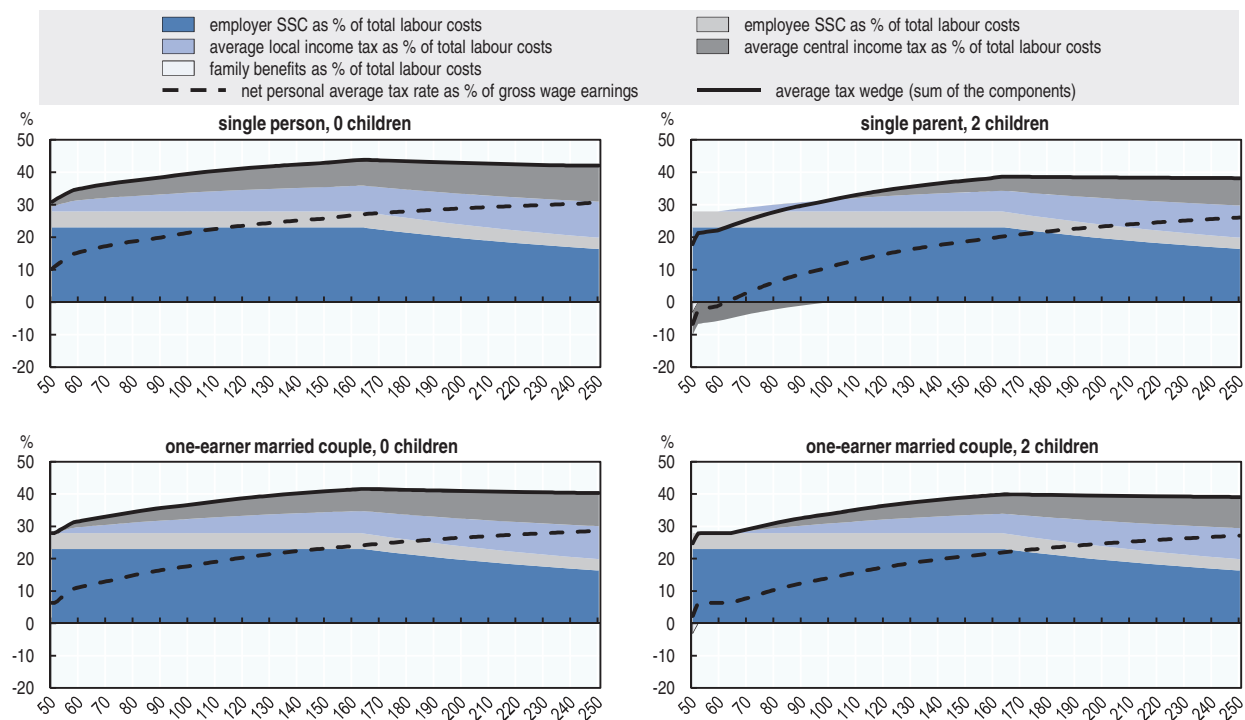 employer SSC as % of total labour costs
employee SSC as % of total labour costs
average local income tax as % of total labour costs
average central income tax as % of total labour costs
family benefits as % of total labour costs
net personal average tax rate as % of gross wage earnings
average tax wedge (sum of the components)
%
single person, 0 children
50
40
30
20
10
0
-10
-20
50 60 70 80 90 100 110 120 130 140 150 160 170 180 190 200 210 220 230 240 250
%
single parent, 2 children
50
40
30
20
10
0
-10
-20
50 60 70 80 90 100 110 120 130 140 150 160 170 180 190 200 210 220 230 240 250
%
one-earner married couple, 0 children
50
40
30
20
10
0
-10
-20
50 60 70 80 90 100 110 120 130 140 150 160 170 180 190 200 210 220 230 240 250
%
one-earner married couple, 2 children
50
40
30
20
10
0
-10
-20
50 60 70 80 90 100 110 120 130 140 150 160 170 180 190 200 210 220 230 240 250